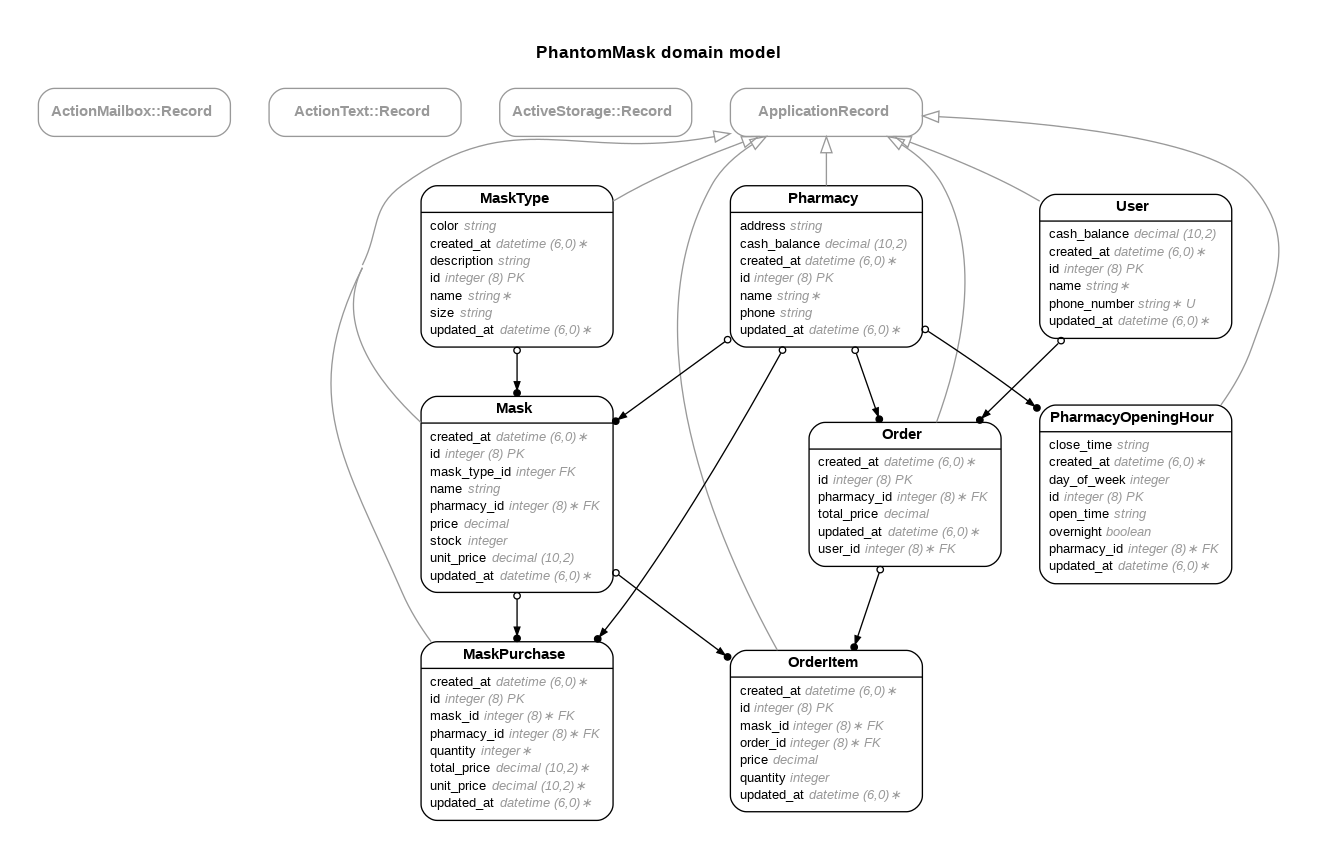 PhantomMask domain model
ActionMailbox::Record
ActionText::Record
ActiveStorage::Record
ApplicationRecord
MaskType
color string
created_at datetime (6,0)∗
description string
id integer (8) PK
name string∗
size string
updated_at datetime (6,0)∗
Pharmacy
address string
cash_balance decimal (10,2)
created_at datetime (6,0)∗
id integer (8) PK
name string∗
phone string
updated_at datetime (6,0)∗
User
cash_balance decimal (10,2)
created_at datetime (6,0)∗
id integer (8) PK
name string∗
phone_number string∗ U
updated_at datetime (6,0)∗
Mask
created_at datetime (6,0)∗
id integer (8) PK
mask_type_id integer FK
name string
pharmacy_id integer (8)∗ FK
price decimal
stock integer
unit_price decimal (10,2)
updated_at datetime (6,0)∗
Order
created_at datetime (6,0)∗
id integer (8) PK
pharmacy_id integer (8)∗ FK
total_price decimal
updated_at datetime (6,0)∗
user_id integer (8)∗ FK
PharmacyOpeningHour
close_time string
created_at datetime (6,0)∗
day_of_week integer
id integer (8) PK
open_time string
overnight boolean
pharmacy_id integer (8)∗ FK
updated_at datetime (6,0)∗
MaskPurchase
created_at datetime (6,0)∗
id integer (8) PK
mask_id integer (8)∗ FK
pharmacy_id integer (8)∗ FK
quantity integer∗
total_price decimal (10,2)∗
unit_price decimal (10,2)∗
updated_at datetime (6,0)∗
OrderItem
created_at datetime (6,0)∗
id integer (8) PK
mask_id integer (8)∗ FK
order_id integer (8)∗ FK
price decimal
quantity integer
updated_at datetime (6,0)∗